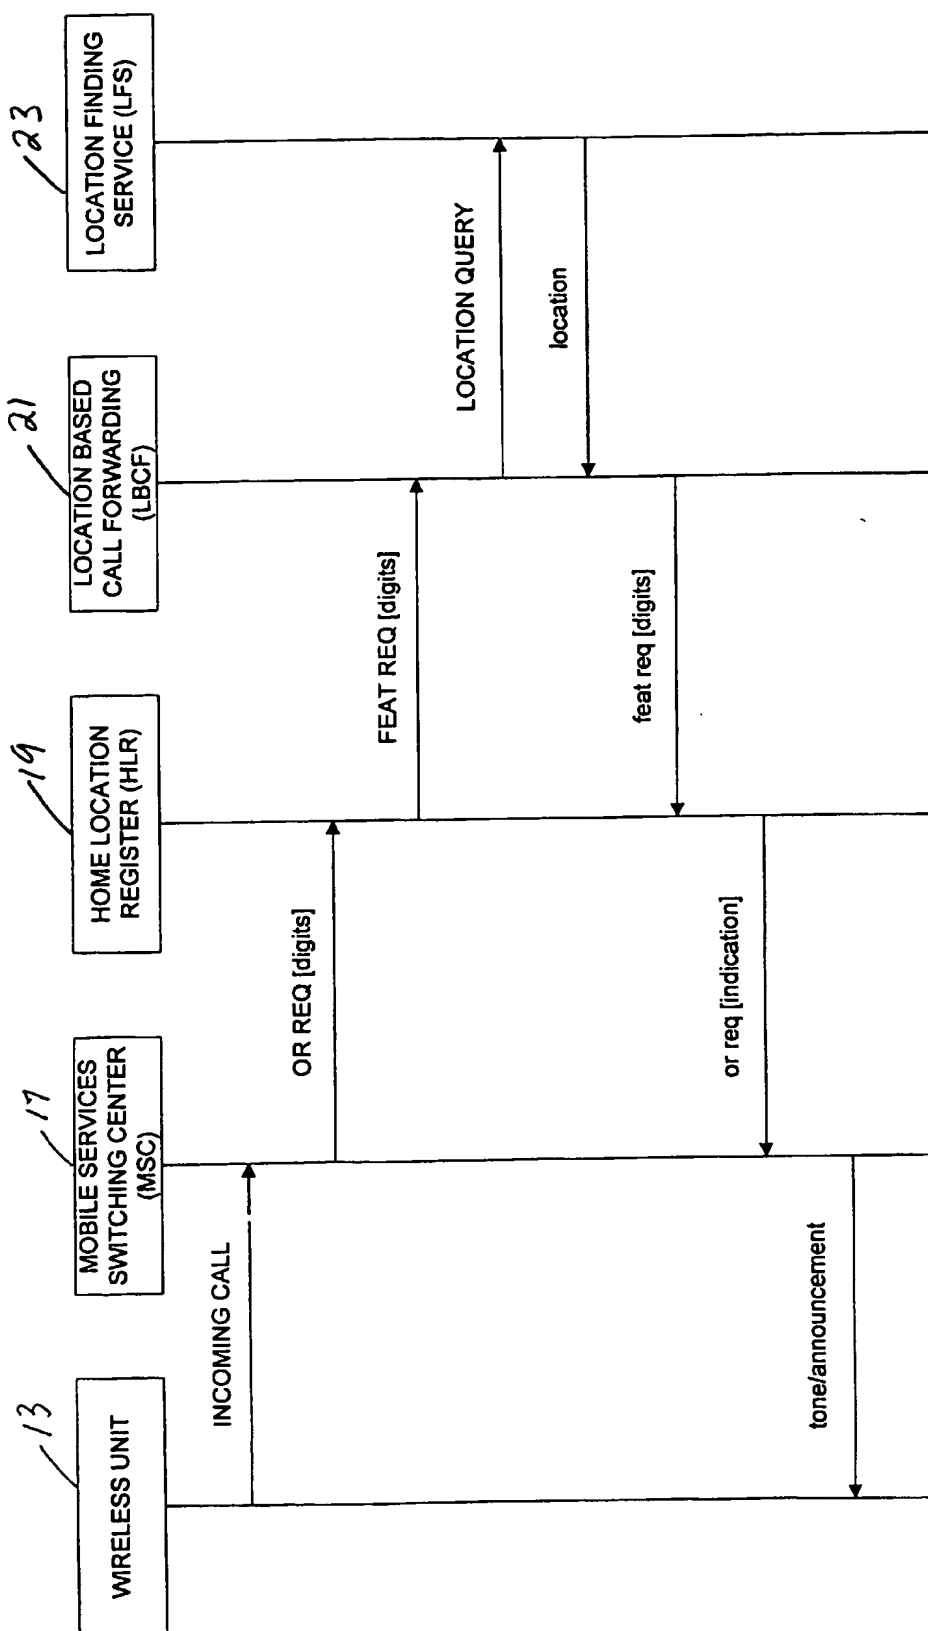 13
WIRELESS UNIT
17
MOBILE SERVICES
SWITCHING CENTER
(MSC)
19
HOME LOCATION
REGISTER (HLR)
21
LOCATION BASED
CALL FORWARDING
(LBCF)
23
LOCATION FINDING
SERVICE (LFS)
INCOMING CALL
OR REQ [digits]
FEAT REQ [digits]
LOCATION QUERY
location
feat req [digits]
or req [indication]
tone/announcement